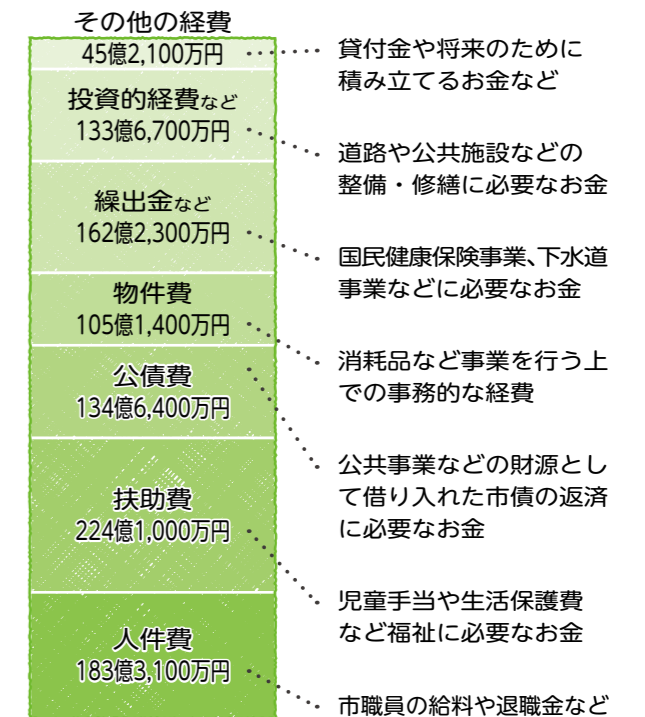 その他の経費
45億2,100万円
貸付金や将来のために
積み立てるお金など
投資的経費など
133億6,700万円
道路や公共施設などの
整備・修繕に必要なお金
繰出金など
162億2,300万円
国民健康保険事業、下水道
事業などに必要なお金
物件費
105億1,400万円
消耗品など事業を行う上
での事務的な経費
公債費
134億6,400万円
公共事業などの財源とし
て借り入れた市債の返済
に必要なお金
扶助費
224億1,000万円
児童手当や生活保護費
など福祉に必要なお金
人件費
183億3,100万円
市職員の給料や退職金など